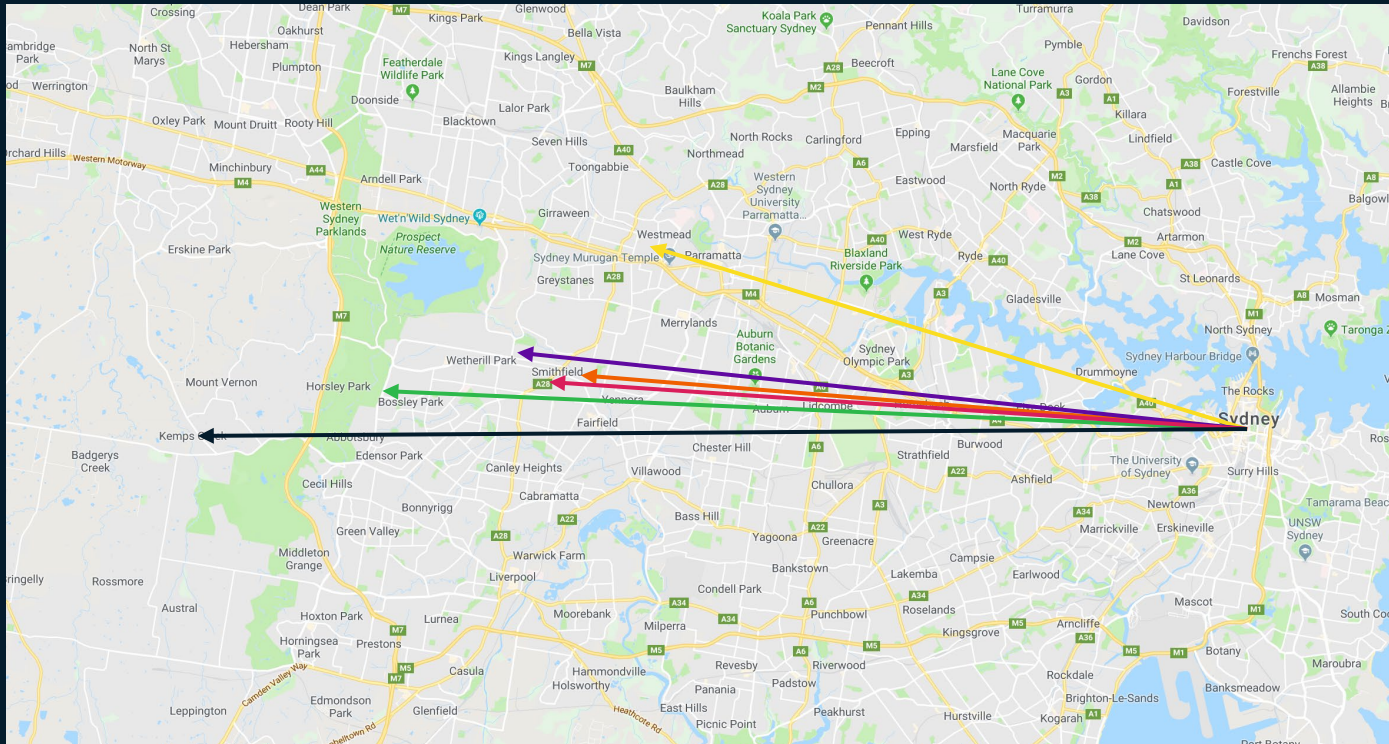 Crossing
Dean Park
M7
Kings Park
Glenwood
Koala Park
Sanctuary Sydney
Pennant Hills
Turramurra
Davidson
Oakhurst
Bella Vista
Hebersham
North St
Marys
Park
Plumpton
Featherdale
Wildlife Park
Kings Langley
M7
A28
Beecroft
Pymble
Frenchs Forest
A38
Werrington
Doonside
Baulkham
Hills
M2
Lane Cove
National Park
Gordon
A3
A1
Forestville
Allambie
Heights
Oxley Park
Mount Druitt
Rooty Hill
Blacktown
Lalor Park
Killara
Orchard Hills
Western Motorway
Seven Hills
A40
North Rocks
Carlingford
Epping
Marsfield
Macquarie
Park
Lindfield
Minchinbury
M4
A44
Arndell Park
Toongabbie
Northmead
A6
A28
Western
Sydney
University
Parramatta...
Eastwood
North Ryde
M2
A38
A38
A1
Castle Cove
A8
Western
Sydney
Parklands
Wet'n'Wild Sydney
Girraween
Chatswood
Erskine Park
Prospect
Nature Reserve
Westmead
Sydney Murugan Temple
Parramatta
A40
West Ryde
Blaxland
Riverside Park
Ryde
A40
M2
Artarmon
Lane Cove
Greystanes
A28
M4
A3
Gladesville
St Leonards
A8
Mosman
M7
Merrylands
M1
North Sydney
Auburn
Botanic
Gardens
Sydney
Olympic Park
Sydney Harbour Bridge
Wetherill Park
Smithfield
A3
Drummoyne
Mount Vernon
Horsley Park
A28
The Rocks
Bossley Park
Yennora
Auburn
Lidcombe
A40
Sydney
Fairfield
A4
Kemps Creek
Abbotsbury
Edensor Park
Chester Hill
A6
Burwood
Badgerys
Creek
Strathfield
The University
of Sydney
Surry Hills
Canley Heights
Villawood
A22
Ashfield
Cecil Hills
Cabramatta
Chullora
A36
Newtown
Bonnyrigg
A3
A34
Green Valley
A22
Bass Hill
A22
Marrickville
Erskineville
UNSW
Sydney
A28
Yagoona
Greenacre
Middleton
Grange
Warwick Farm
Campsie
Bankstown
Rossmore
Liverpool
Condell Park
Lakemba
Earlwood
Austral
Hoxton Park
Lurnea
Moorebank
A34
A34
A6
Punchbowl
A34
Roselands
Mascot
M1
Milperra
M5
Arncliffe
Horningsea
Park
M7
Prestons
M5
A6
M5
Kingsgrove
A36
M5
M1
Botany
Maroubra
M5
M7
Casula
Hammondville
Holsworthy
Revesby
Riverwood
Rockdale
Camden Valley Way
Panania
Padstow
Banksmeadow
Leppington
Edmondson
Park
Glenfield
Heathcote Rd
East Hills
Picnic Point
Peakhurst
Hurstville
Brighton-Le-Sands
Kogarah
A1
Port Botany